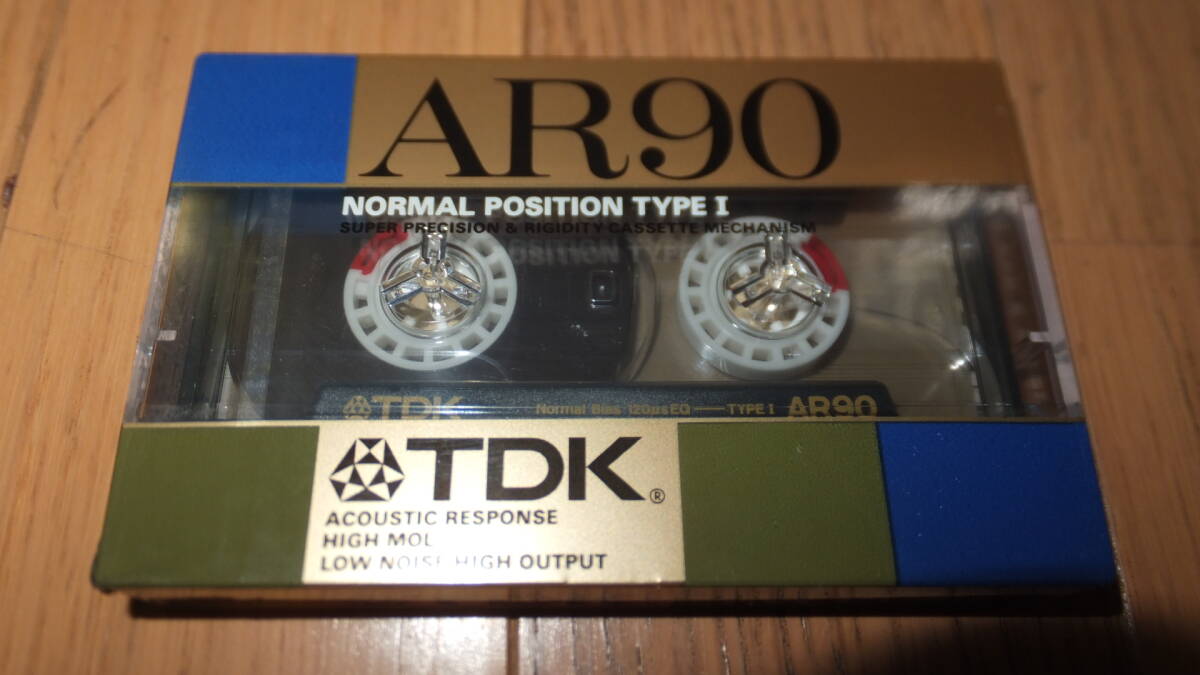 AR90
NORMAL POSITION TYPE I
SUPER PRECISION & RIGIDITY CASSETTE MECHANISM
TDK Normal Bias 120μs EQ — TYPE I AR90
TDK®
ACOUSTIC RESPONSE
HIGH MOL
LOW NOISE HIGH OUTPUT